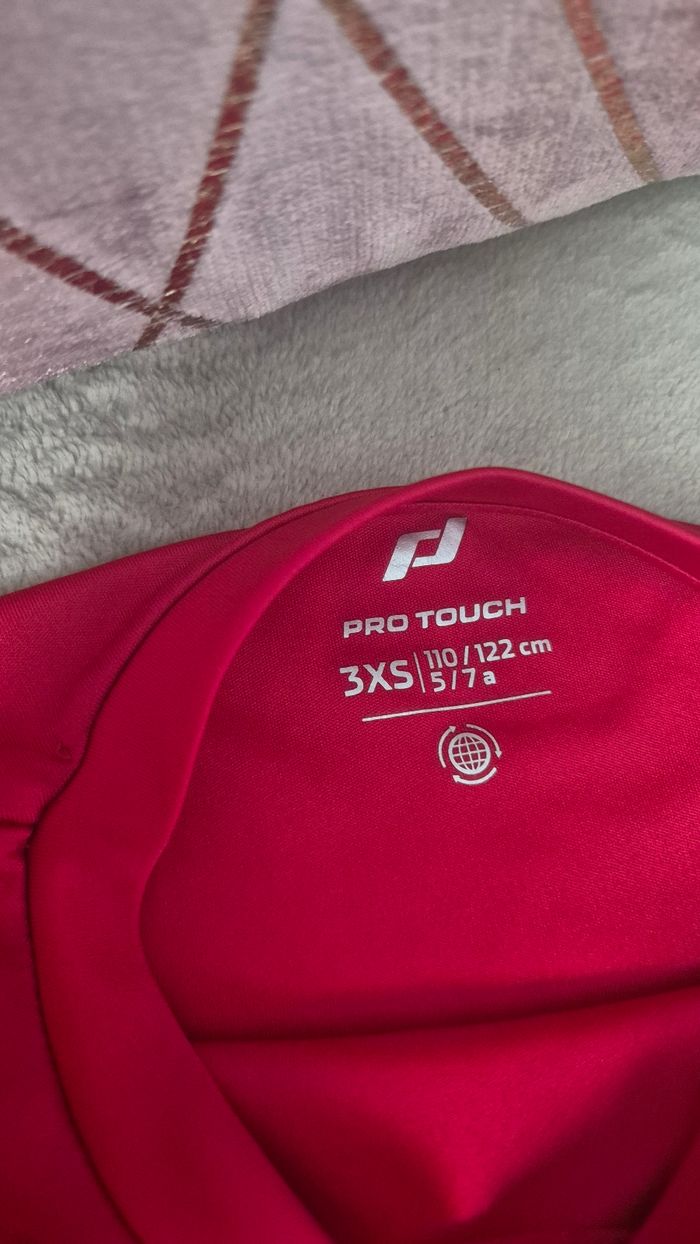 PRO TOUCH
3XS
110 / 122 cm
5 / 7 a